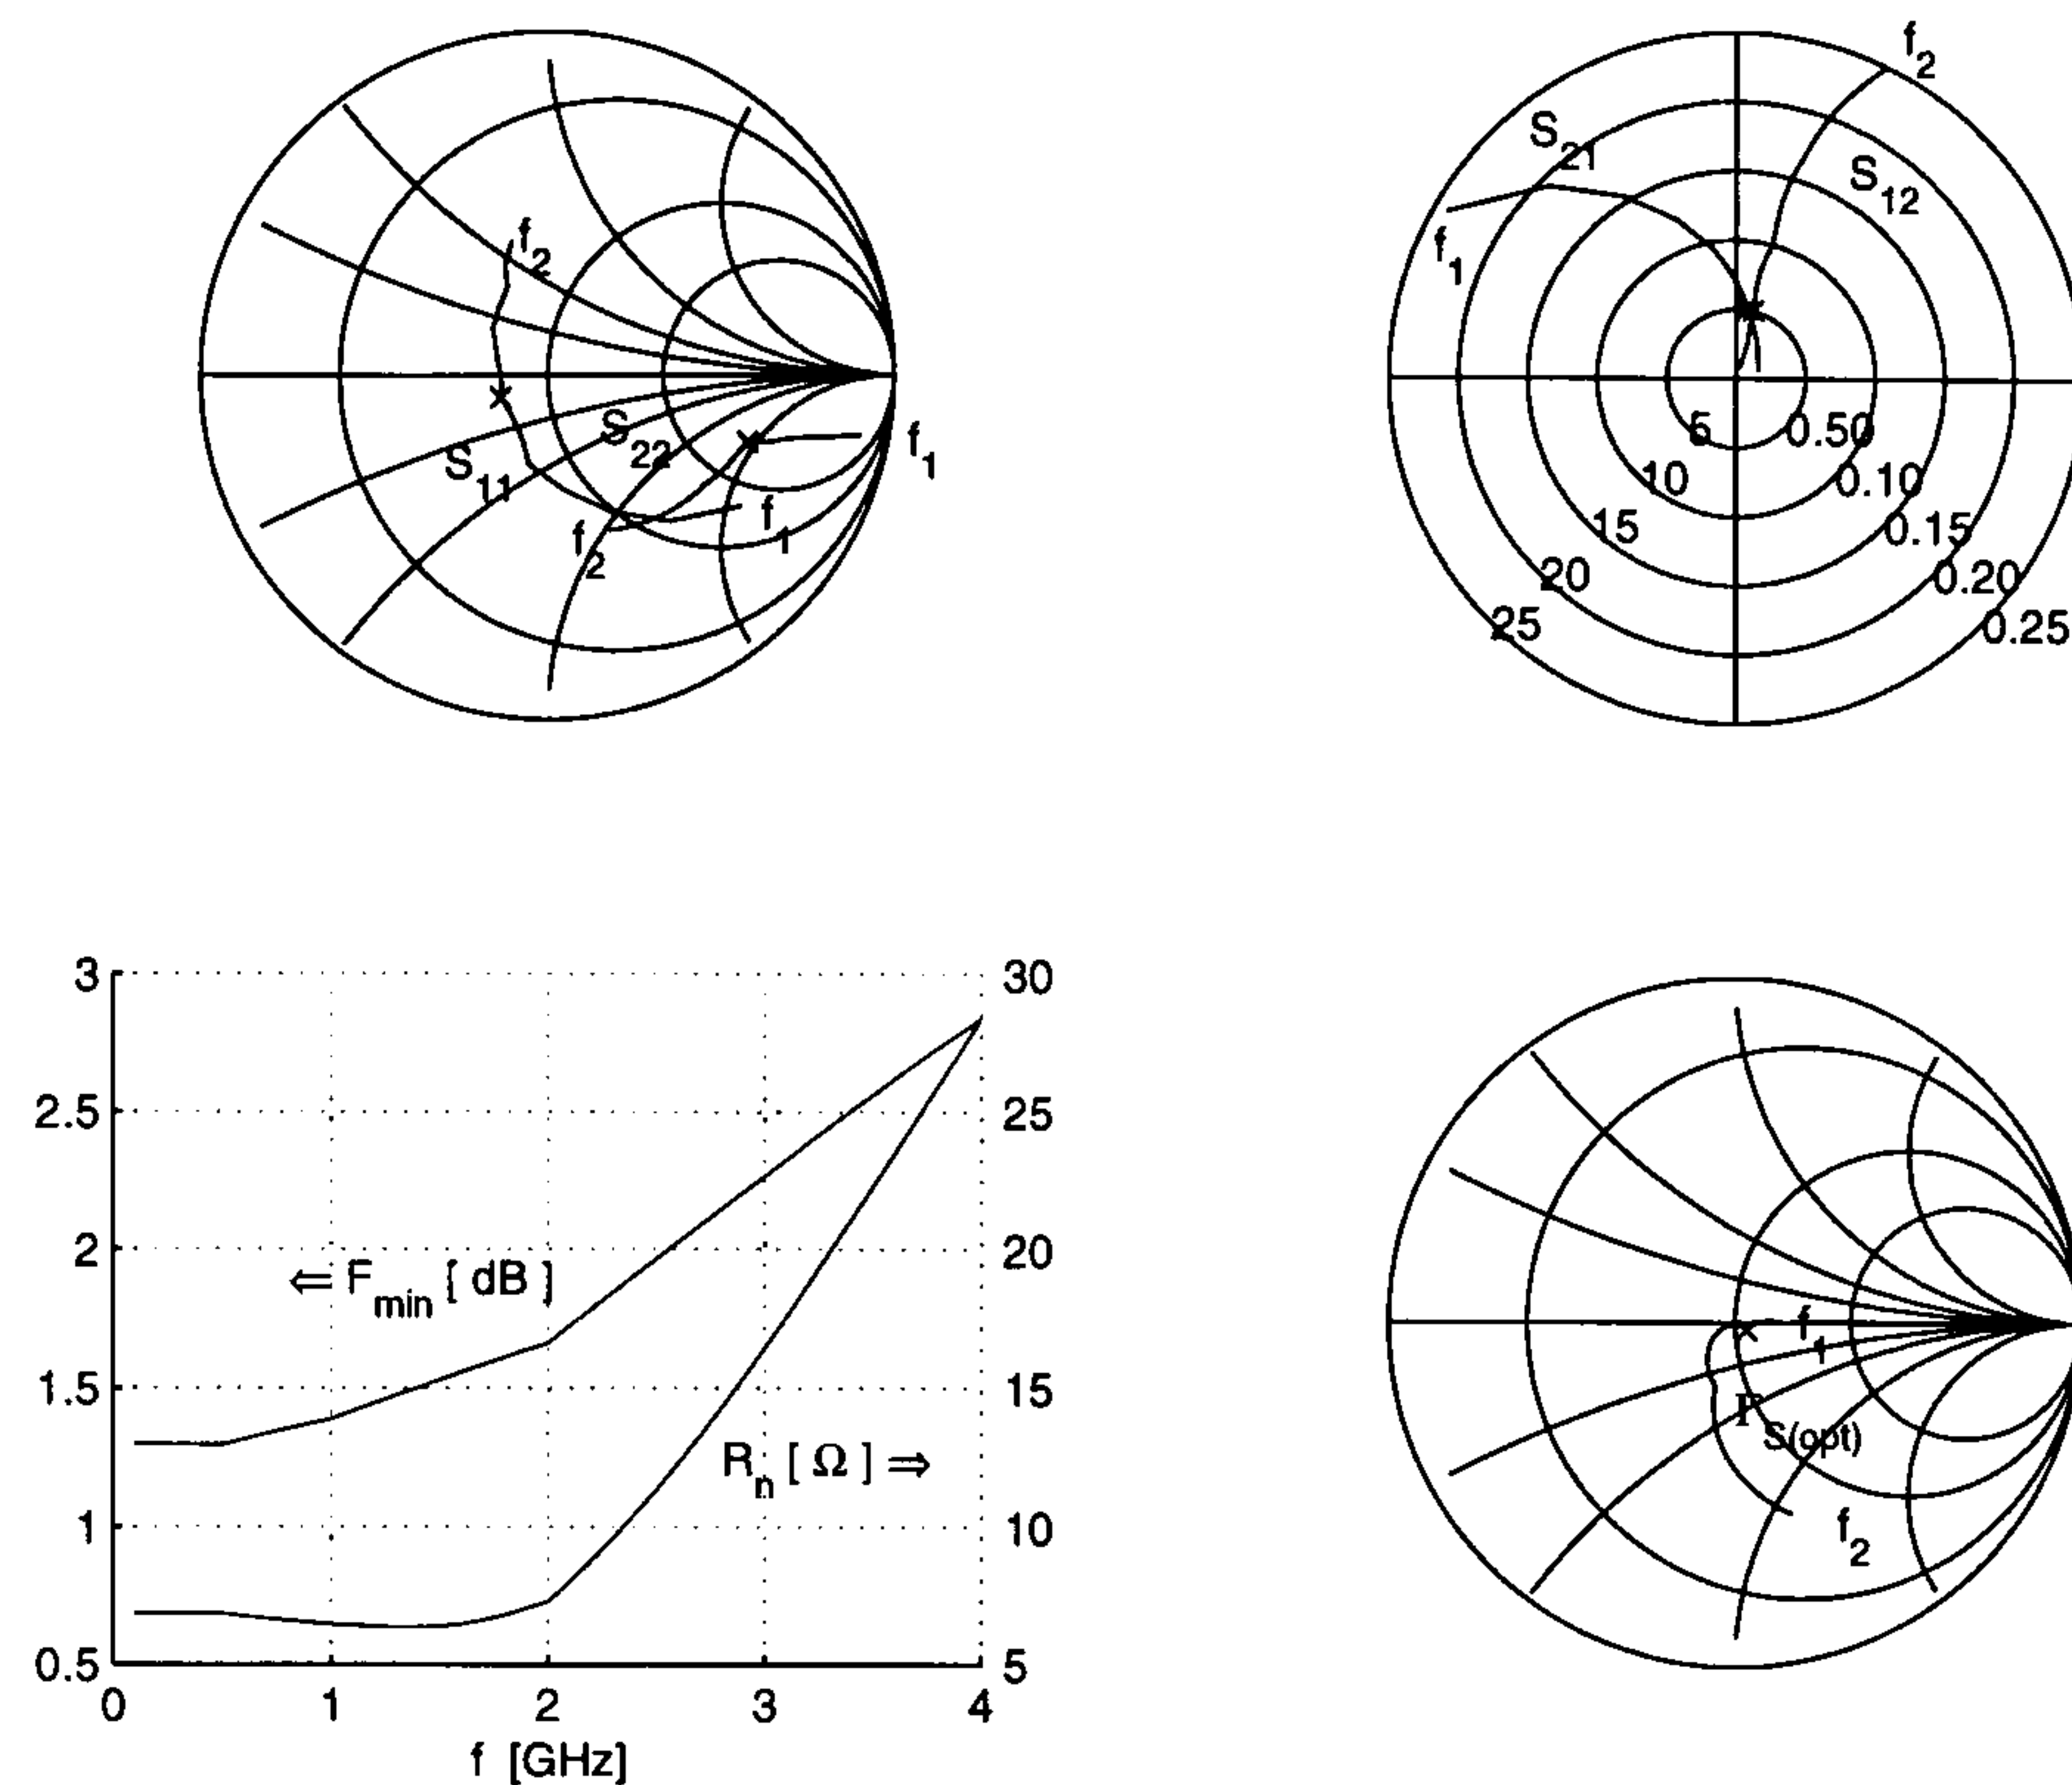 f2
S11
S22
f2
f1
f1
f2
S21
S12
f1
5
10
15
20
25
0.50
0.10
0.15
0.20
0.25
3
2.5
2
1.5
1
0.5
30
25
20
15
10
5
⇐ Fmin [ dB ]
Rn [ Ω ] ⇒
0
1
2
3
4
f [GHz]
f1
ΓS(opt)
f2